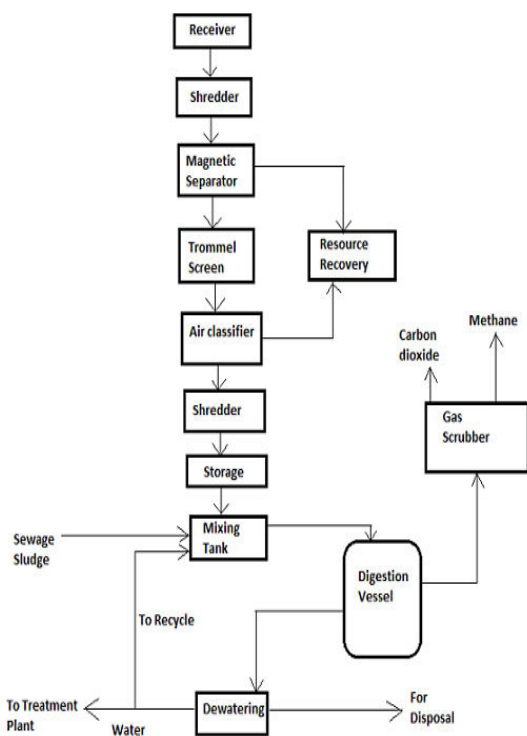 Receiver
Shredder
Magnetic
Separator
Trommel
Screen
Resource
Recovery
Air classifier
Carbon
dioxide
Methane
Shredder
Gas
Scrubber
Storage
Sewage
Sludge
Mixing
Tank
Digestion
Vessel
To Recycle
To Treatment
Plant
Water
Dewatering
For
Disposal